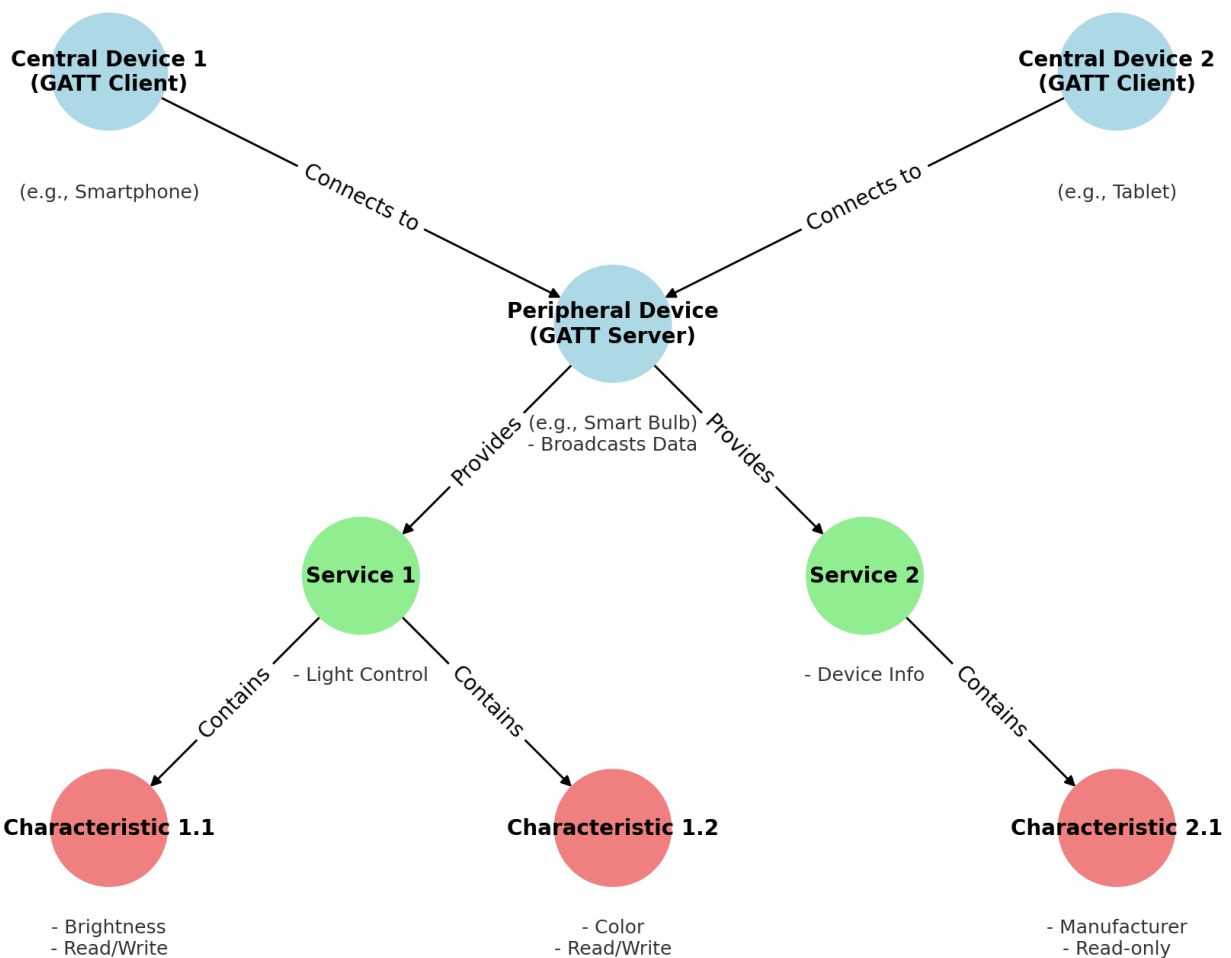 Central Device 1
(GATT Client)
Central Device 2
(GATT Client)
(e.g., Smartphone)
(e.g., Tablet)
Connects to
Connects to
Peripheral Device
(GATT Server)
(e.g., Smart Bulb)
- Broadcasts Data
Provides
Provides
Service 1
Service 2
- Light Control
- Device Info
Contains
Contains
Contains
Characteristic 1.1
Characteristic 1.2
Characteristic 2.1
- Brightness
- Read/Write
- Color
- Read/Write
- Manufacturer
- Read-only